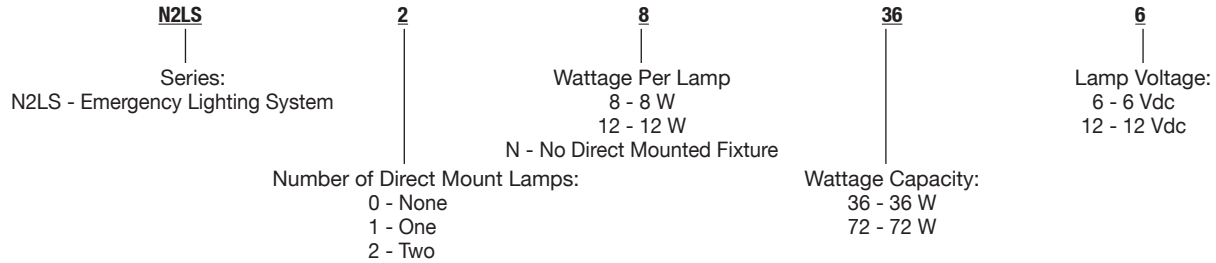 N2LS 2 8 36 6
Series:
N2LS - Emergency Lighting System
Number of Direct Mount Lamps:
0 - None
1 - One
2 - Two
Wattage Per Lamp
8 - 8 W
12 - 12 W
N - No Direct Mounted Fixture
Wattage Capacity:
36 - 36 W
72 - 72 W
Lamp Voltage:
6 - 6 Vdc
12 - 12 Vdc